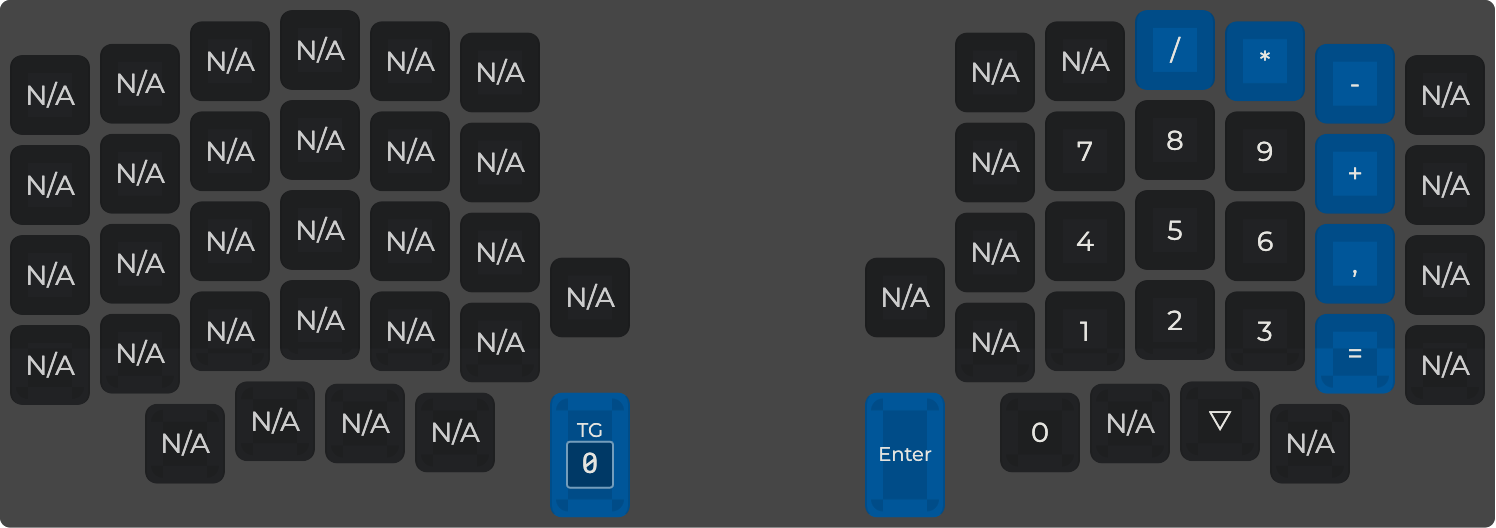 N/A N/A N/A N/A N/A N/A N/A N/A / * - N/A
N/A N/A N/A N/A N/A N/A N/A 7 8 9 + N/A
N/A N/A N/A N/A N/A N/A N/A 4 5 6 , N/A
N/A N/A N/A N/A N/A N/A N/A N/A N/A 1 2 3 = N/A
N/A N/A N/A N/A TG Enter 0 N/A ▽ N/A
0